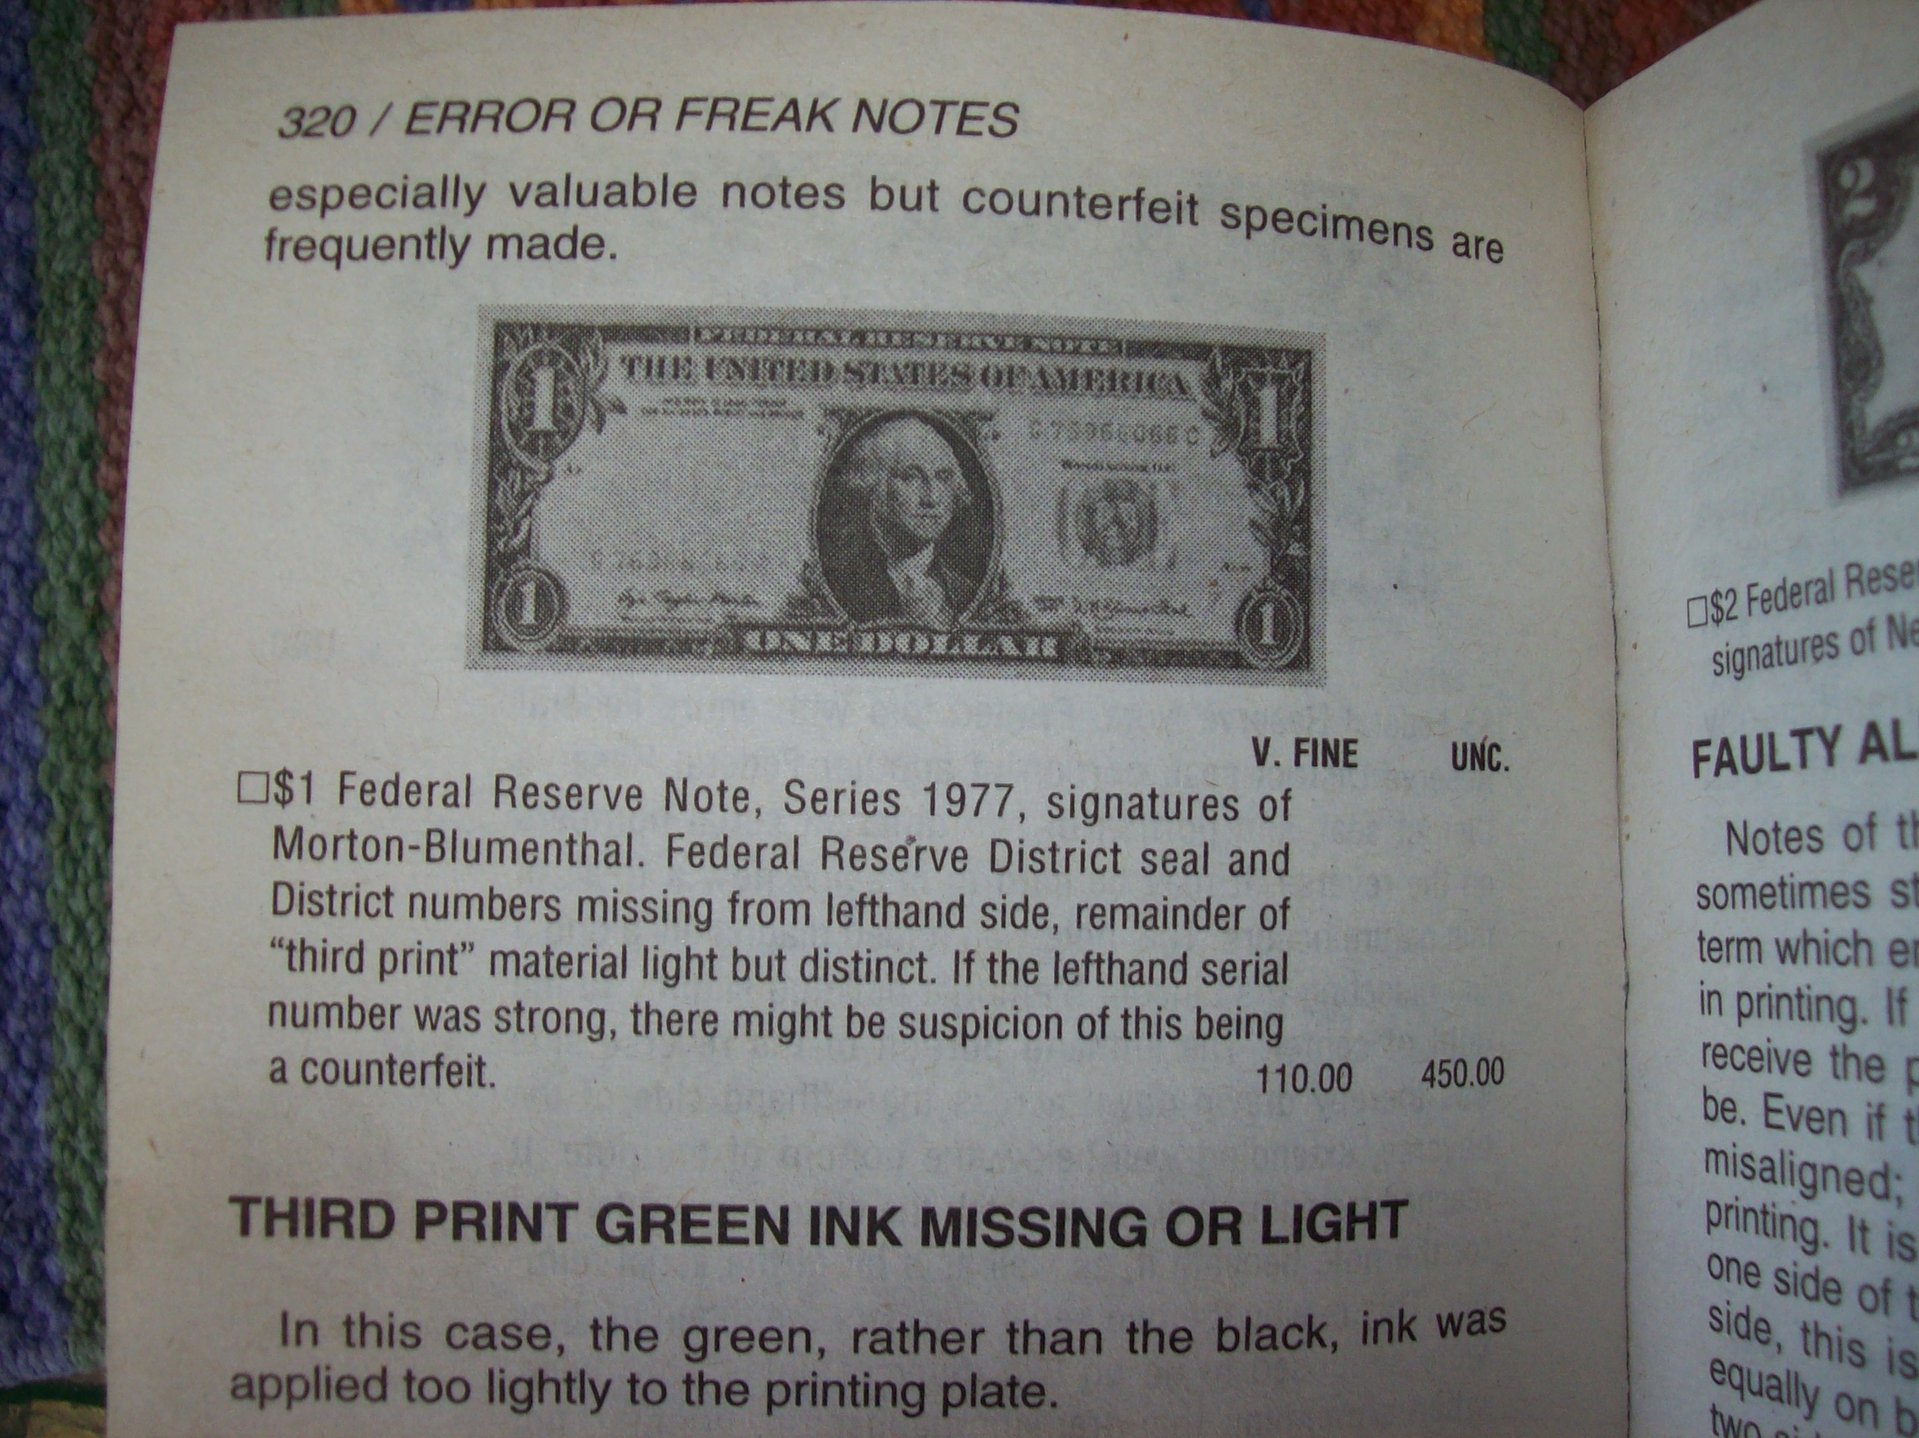 320 / ERROR OR FREAK NOTES
especially valuable notes but counterfeit specimens are
frequently made.
FEDERAL RESERVE NOTE
THE UNITED STATES OF AMERICA
1
1
1
1
ONE DOLLAR
V. FINE UNC.
□$1 Federal Reserve Note, Series 1977, signatures of
Morton-Blumenthal. Federal Reserve District seal and
District numbers missing from lefthand side, remainder of
“third print” material light but distinct. If the lefthand serial
number was strong, there might be suspicion of this being
a counterfeit. 110.00 450.00
THIRD PRINT GREEN INK MISSING OR LIGHT
In this case, the green, rather than the black, ink was
applied too lightly to the printing plate.
2
□$2 Federal Rese
signatures of Ne
FAULTY AL
Notes of th
sometimes st
term which er
in printing. If
receive the p
be. Even if t
misaligned;
printing. It is
one side of t
side, this is
equally on b